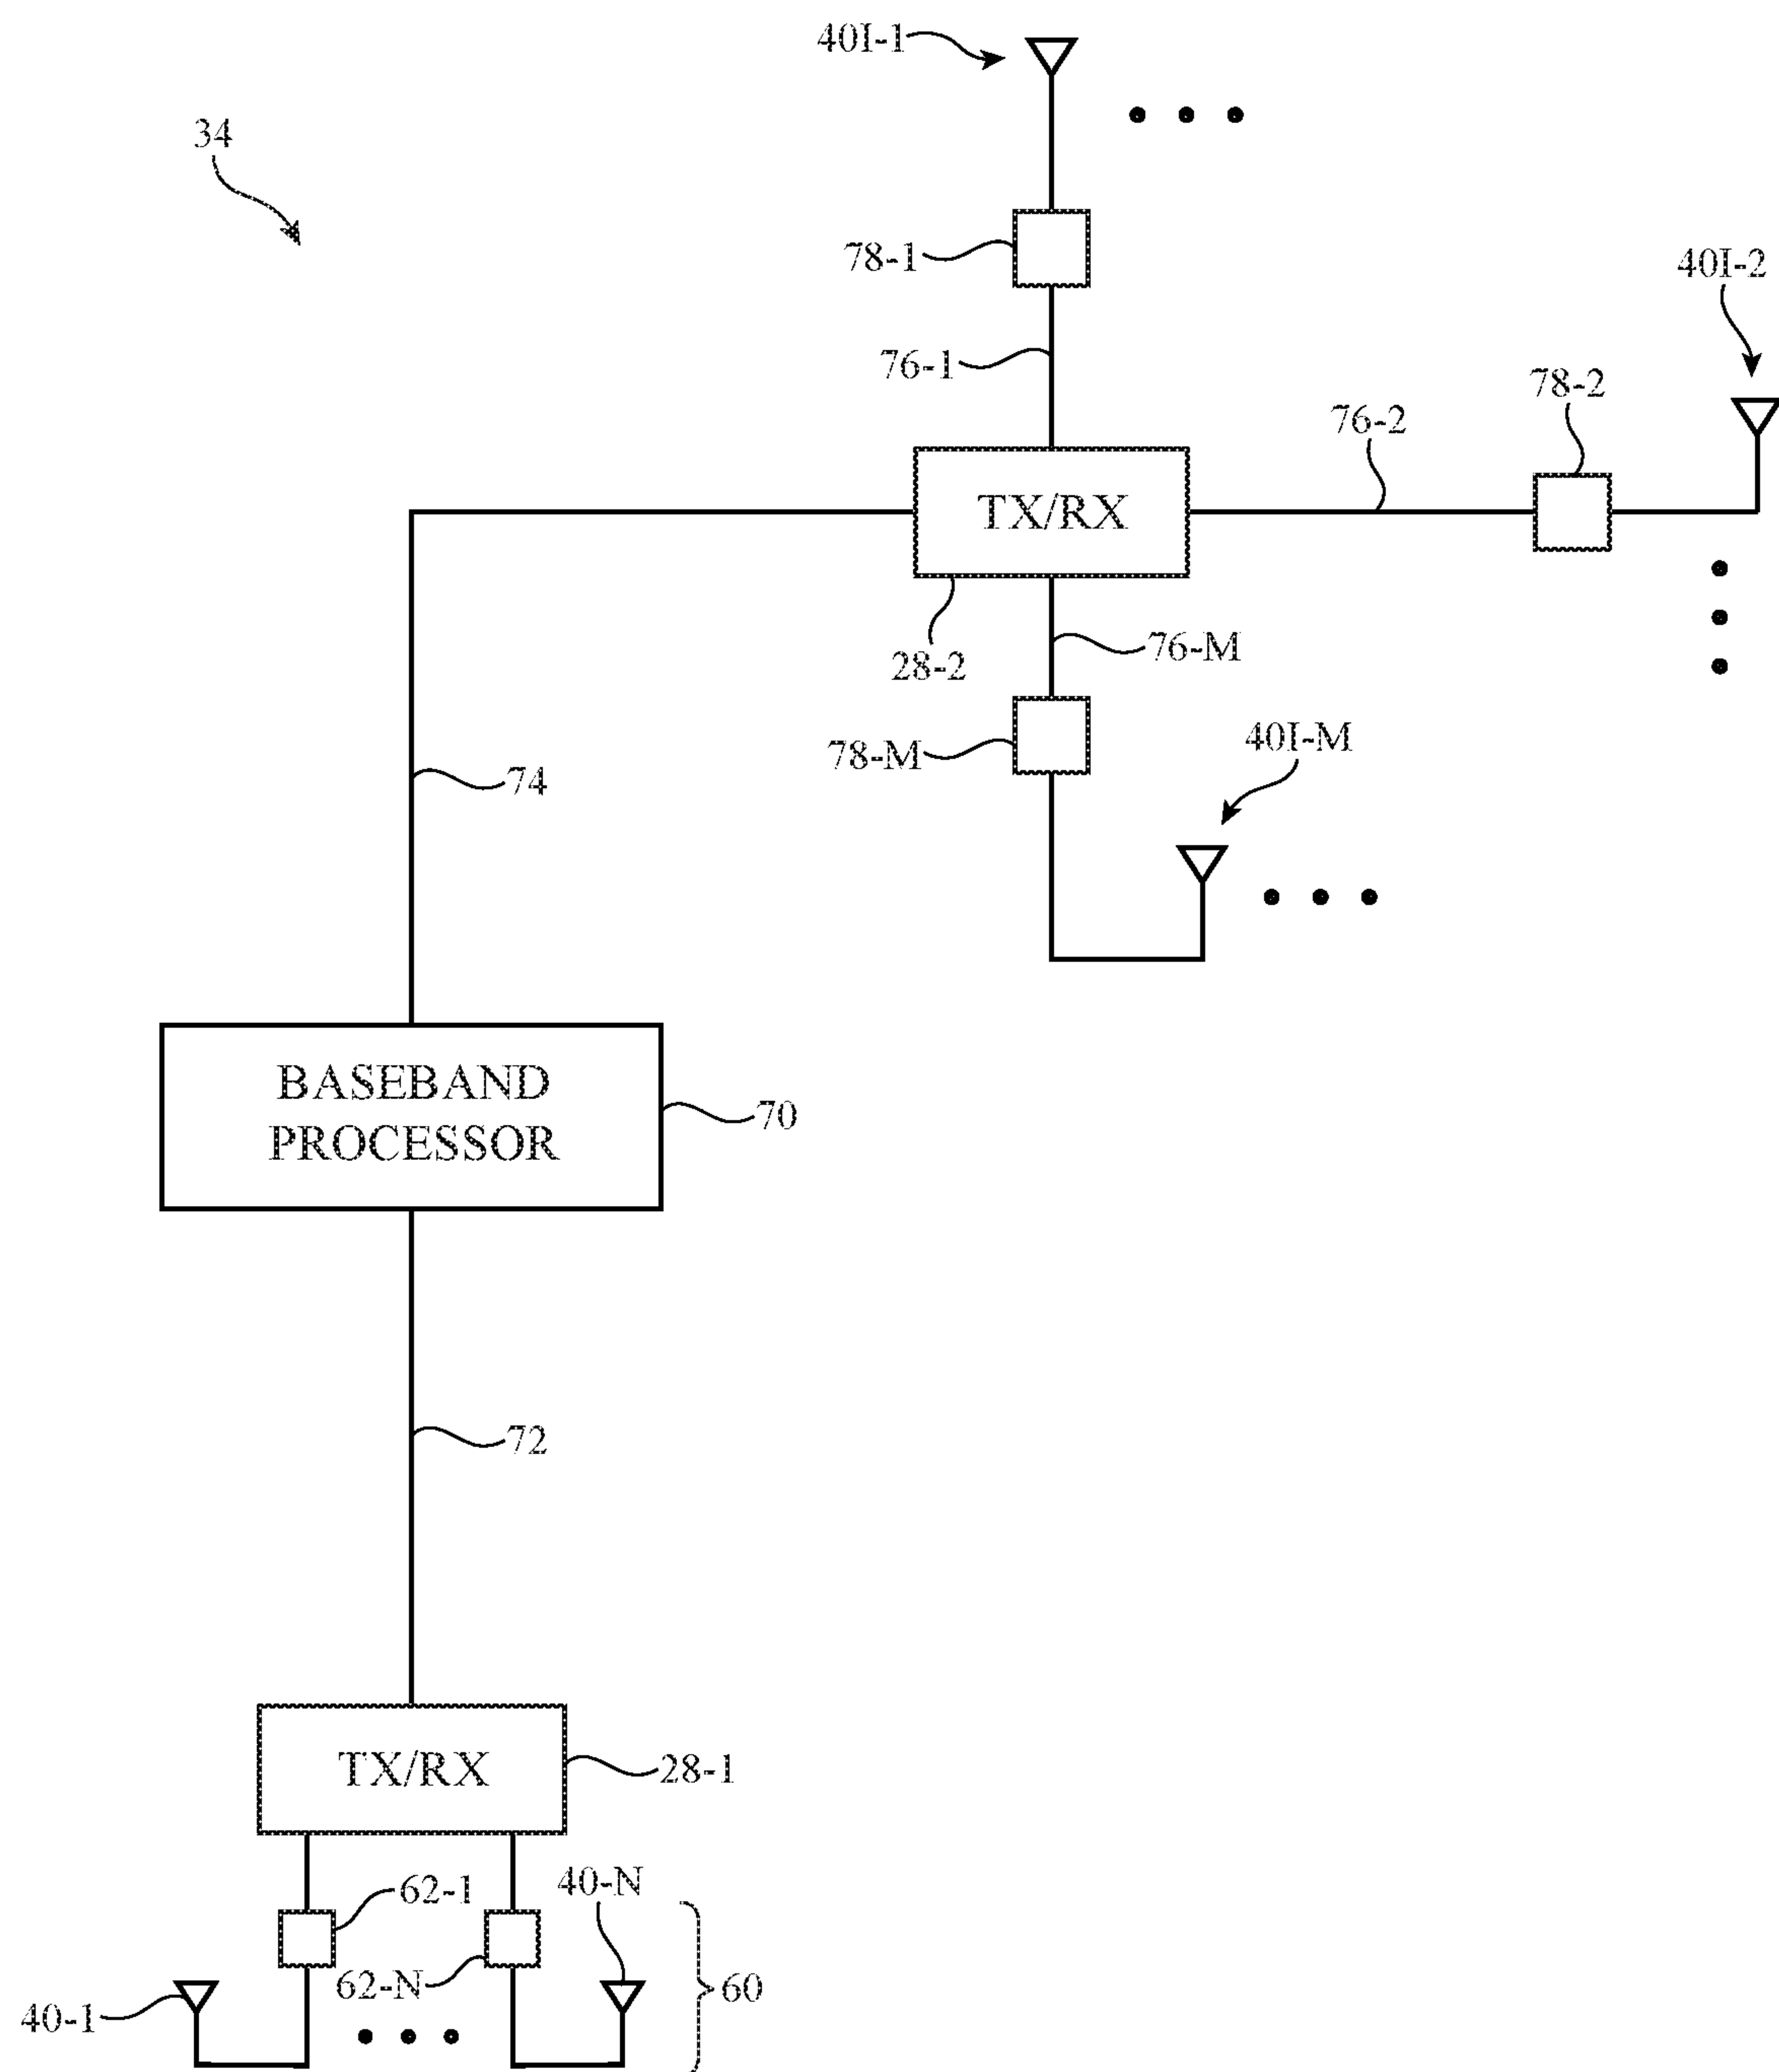 40I-1
34
78-1
40I-2
76-1
78-2
76-2
TX/RX
28-2
76-M
78-M
40I-M
74
BASEBAND
PROCESSOR
70
72
TX/RX
28-1
62-1
40-N
62-N
60
40-1